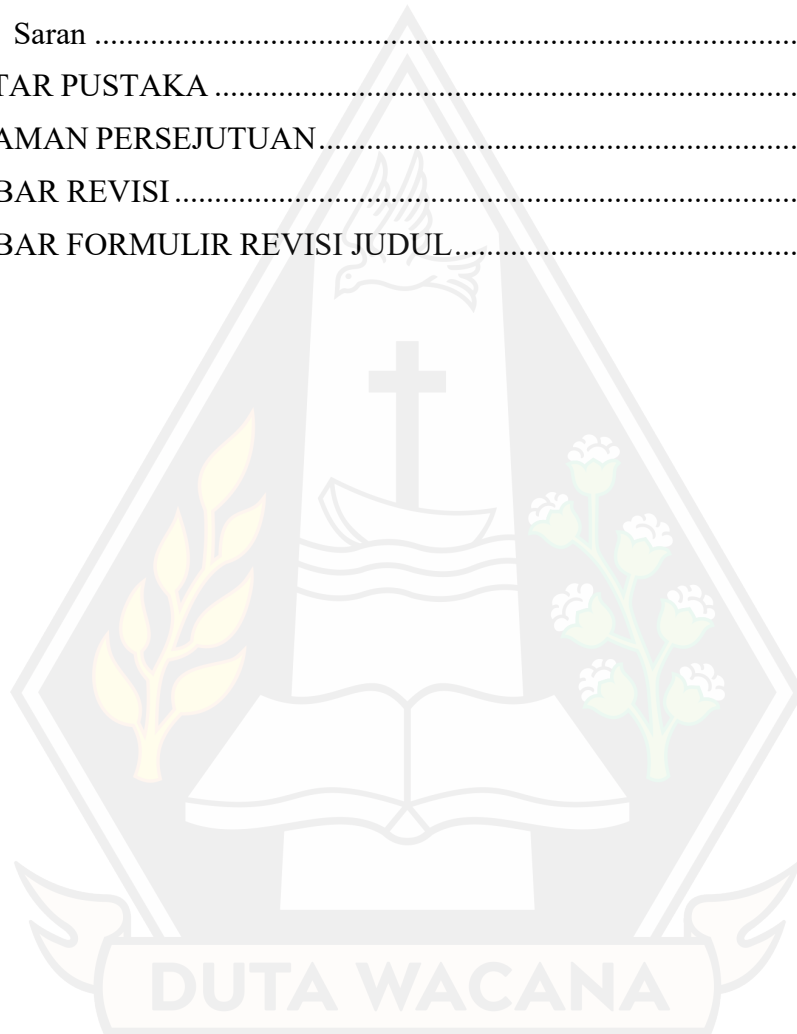 Saran ........................................................................................
TAR PUSTAKA .........................................................................
AMAN PERSEJUTUAN............................................................
BAR REVISI ..............................................................................
BAR FORMULIR REVISI JUDUL...........................................
DUTA WACANA